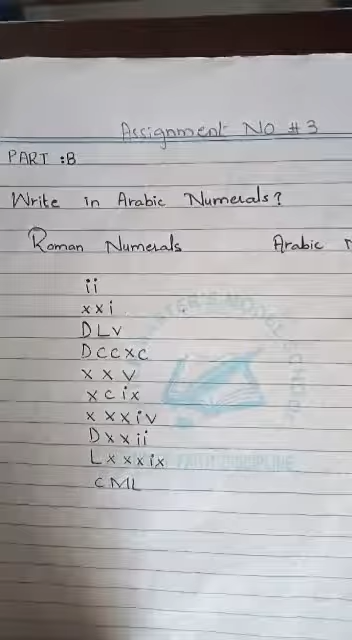 Assignment No # 3
PART :B
Write in Arabic Numerals?
Roman Numerals Arabic
ii
xxi
DLV
DCCXC
XXV
xcix
xxxiv
Dxxii
Lxxxix
CML